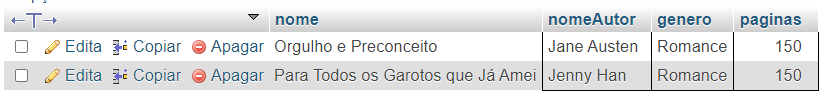 ←T→ nome nomeAutor genero paginas
Edita Copiar Apagar Orgulho e Preconceito Jane Austen Romance 150
Edita Copiar Apagar Para Todos os Garotos que Já Amei Jenny Han Romance 150